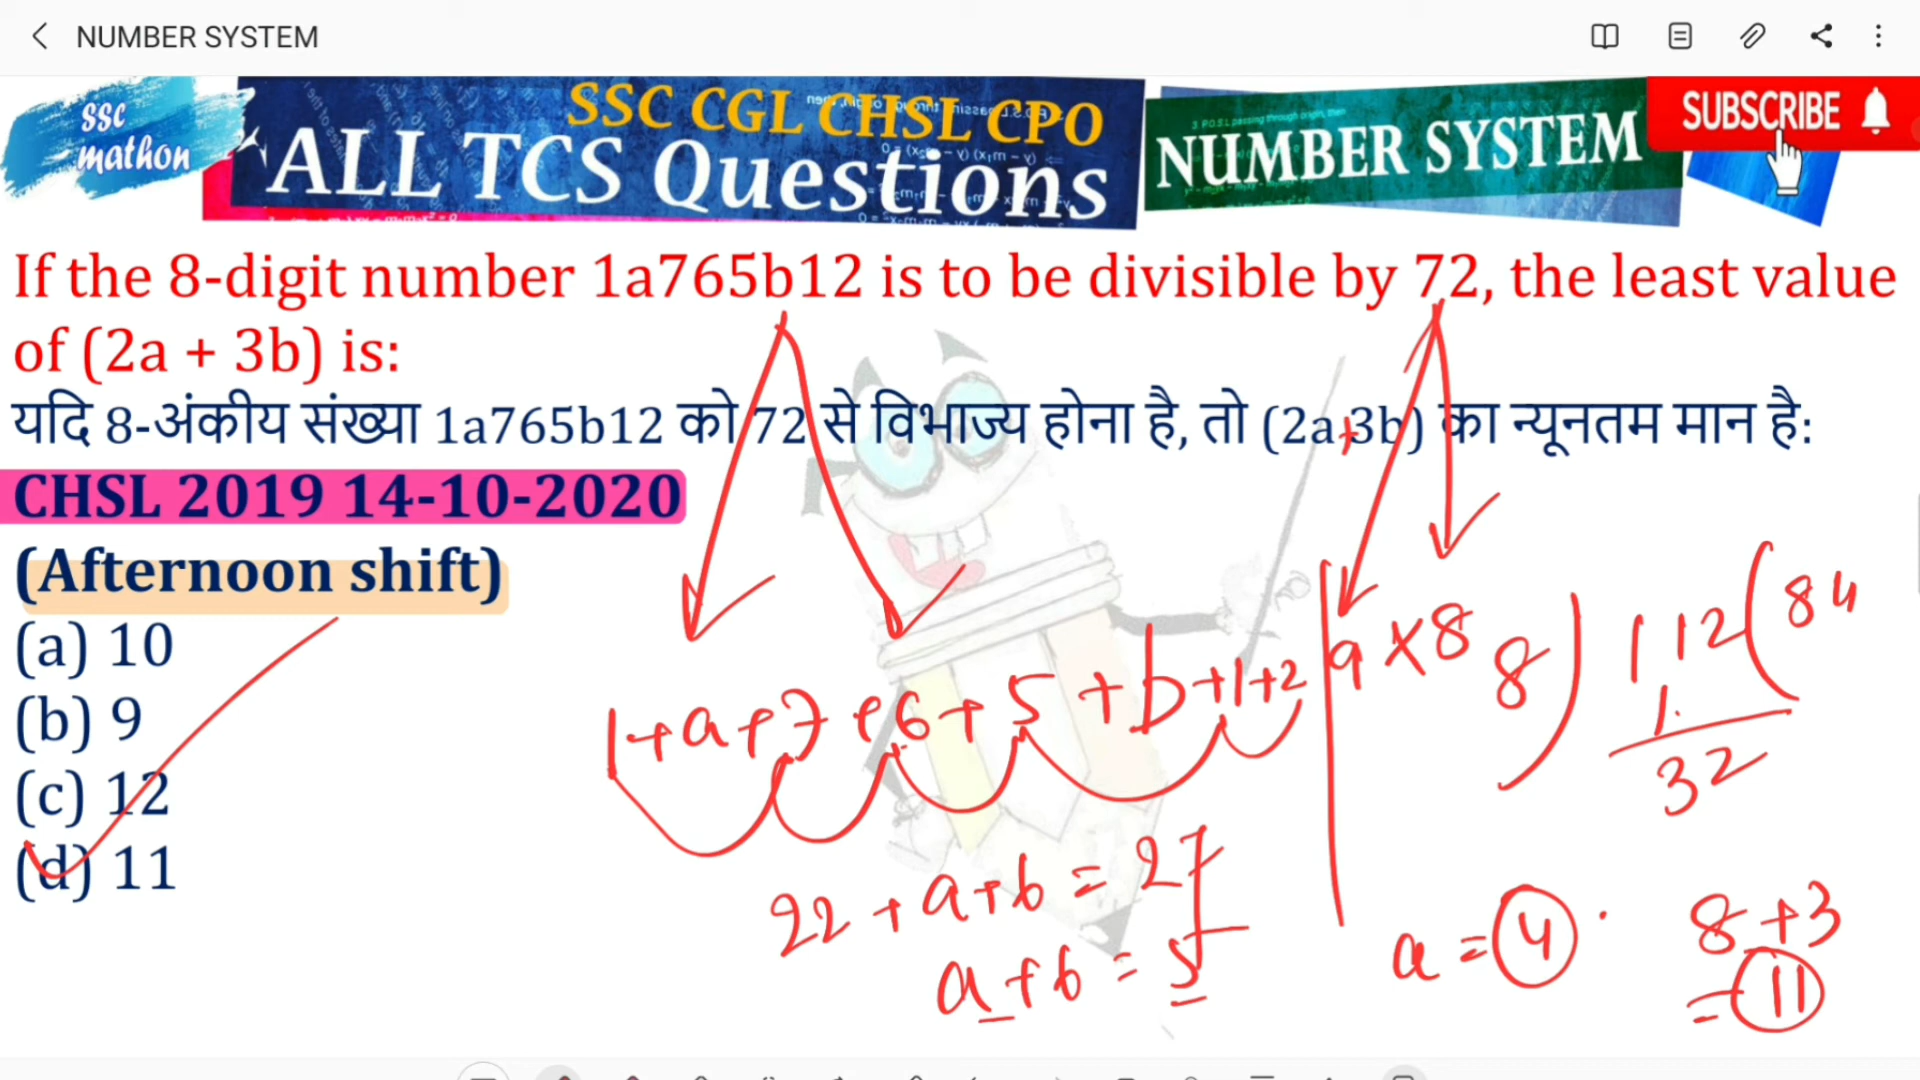 NUMBER SYSTEM
SSC CGL CHSL CPO
SSC
mathon
ALL TCS Questions
NUMBER SYSTEM
SUBSCRIBE
If the 8-digit number 1a765b12 is to be divisible by 72, the least value
of (2a + 3b) is:
यदि 8-अंकीय संख्या 1a765b12 को 72 से विभाज्य होना है, तो (2a+3b) का न्यूनतम मान है:
CHSL 2019 14-10-2020
(Afternoon shift)
(a) 10
(b) 9
(c) 12
(d) 11
1+a+7+6+5+b+1+2
9×8
8)112(84
1
32
22+a+b=27
a+b=5
a=4
8+3
=11